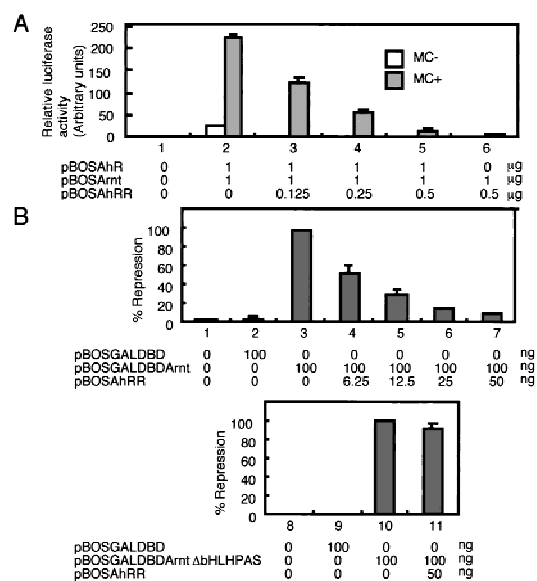 A
Relative luciferase
activity
(Arbitrary units)
250
200
150
100
50
0
MC-
MC+
1 2 3 4 5 6
pBOSAhR 0 1 1 1 1 0 µg
pBOSArnt 0 1 1 1 1 1 µg
pBOSAhRR 0 0 0.125 0.25 0.5 0.5 µg
B
% Repression
100
80
60
40
20
0
1 2 3 4 5 6 7
pBOSGALDBD 0 100 0 0 0 0 0 ng
pBOSGALDBDArnt 0 0 100 100 100 100 100 ng
pBOSAhRR 0 0 0 6.25 12.5 25 50 ng
% Repression
100
80
60
40
20
0
8 9 10 11
pBOSGALDBD 0 100 0 0 ng
pBOSGALDBDArnt ΔbHLHPAS 0 0 100 100 ng
pBOSAhRR 0 0 0 50 ng